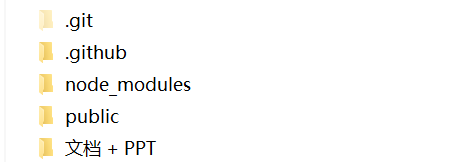 .git
.github
node_modules
public
文档 + PPT